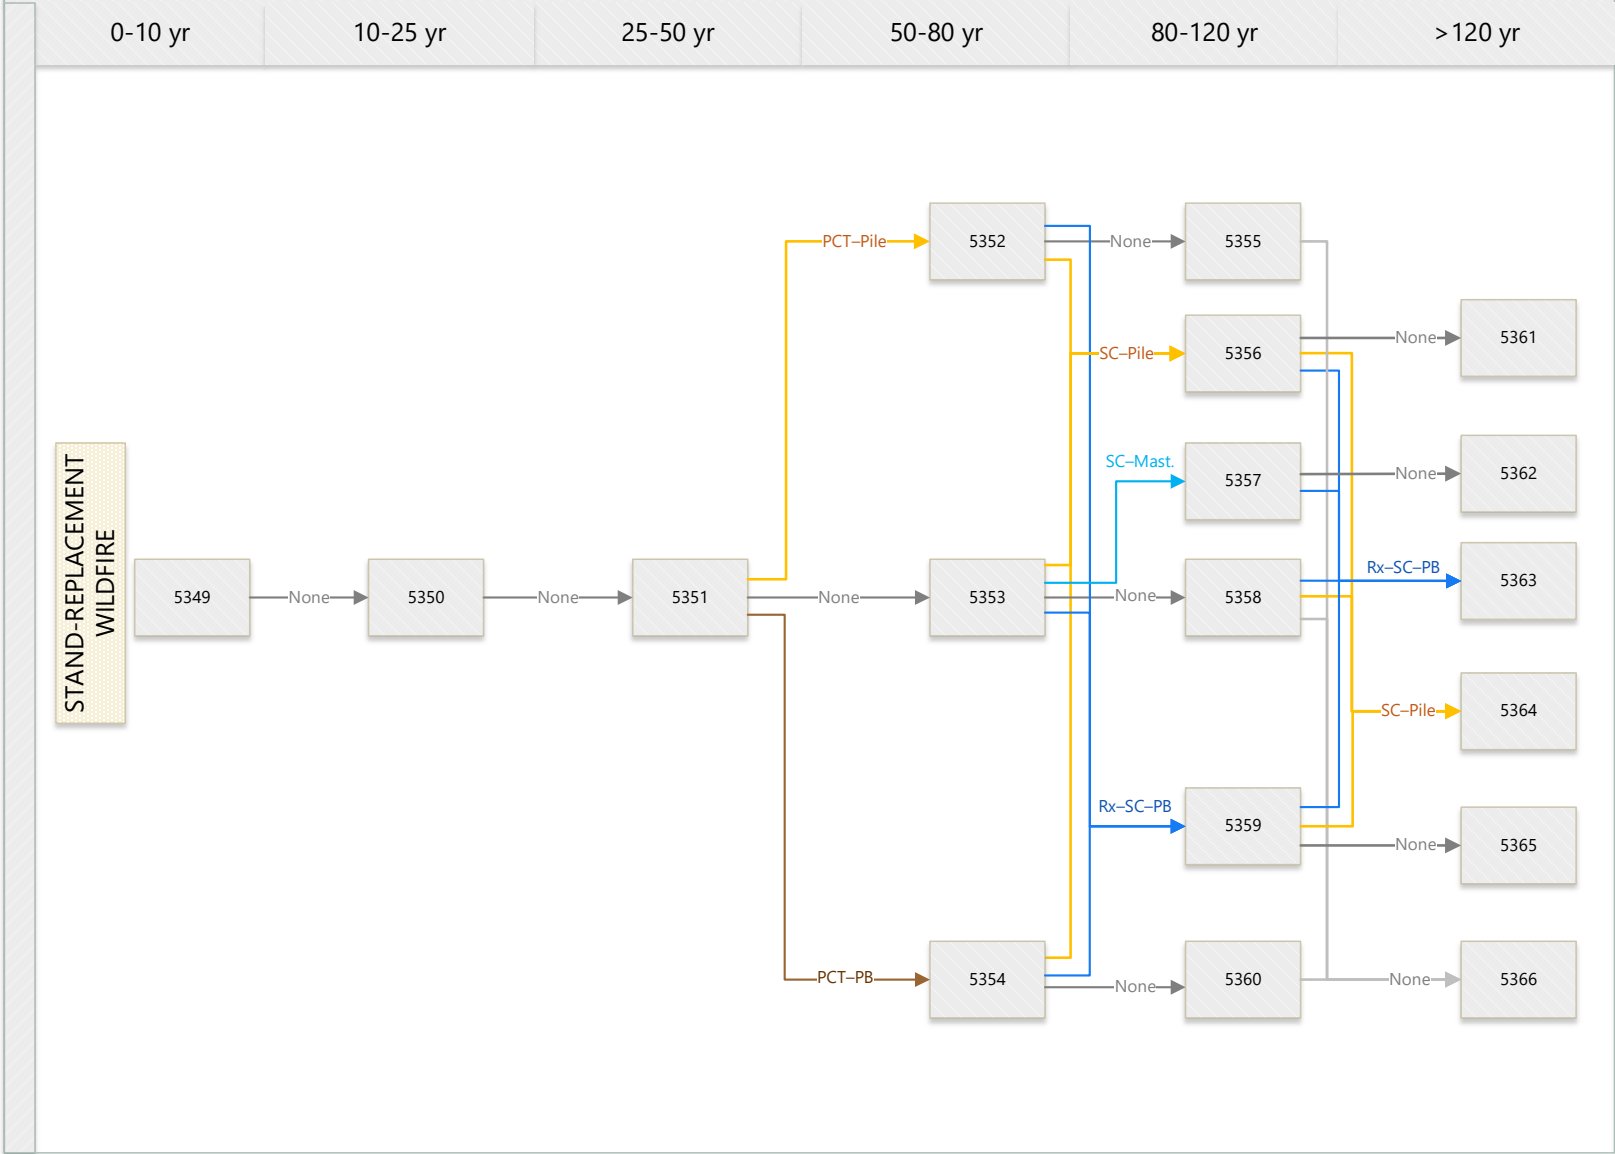 0-10 yr
10-25 yr
25-50 yr
50-80 yr
80-120 yr
>120 yr
STAND-REPLACEMENT
WILDFIRE
5349
None
5350
None
5351
PCT–Pile
None
PCT–PB
5352
5353
5354
None
SC–Pile
SC–Mast.
None
Rx–SC–PB
None
5355
5356
5357
5358
5359
5360
None
None
Rx–SC–PB
SC–Pile
None
None
5361
5362
5363
5364
5365
5366